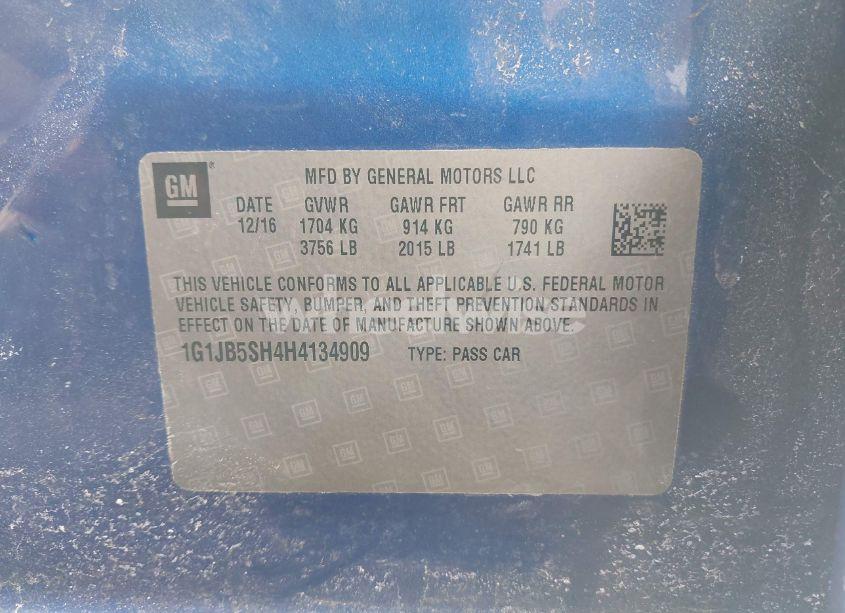 GM®
MFD BY GENERAL MOTORS LLC
DATE GVWR GAWR FRT GAWR RR
12/16 1704 KG 914 KG 790 KG
3756 LB 2015 LB 1741 LB
THIS VEHICLE CONFORMS TO ALL APPLICABLE U.S. FEDERAL MOTOR
VEHICLE SAFETY, BUMPER, AND THEFT PREVENTION STANDARDS IN
EFFECT ON THE DATE OF MANUFACTURE SHOWN ABOVE.
1G1JB5SH4H4134909 TYPE: PASS CAR